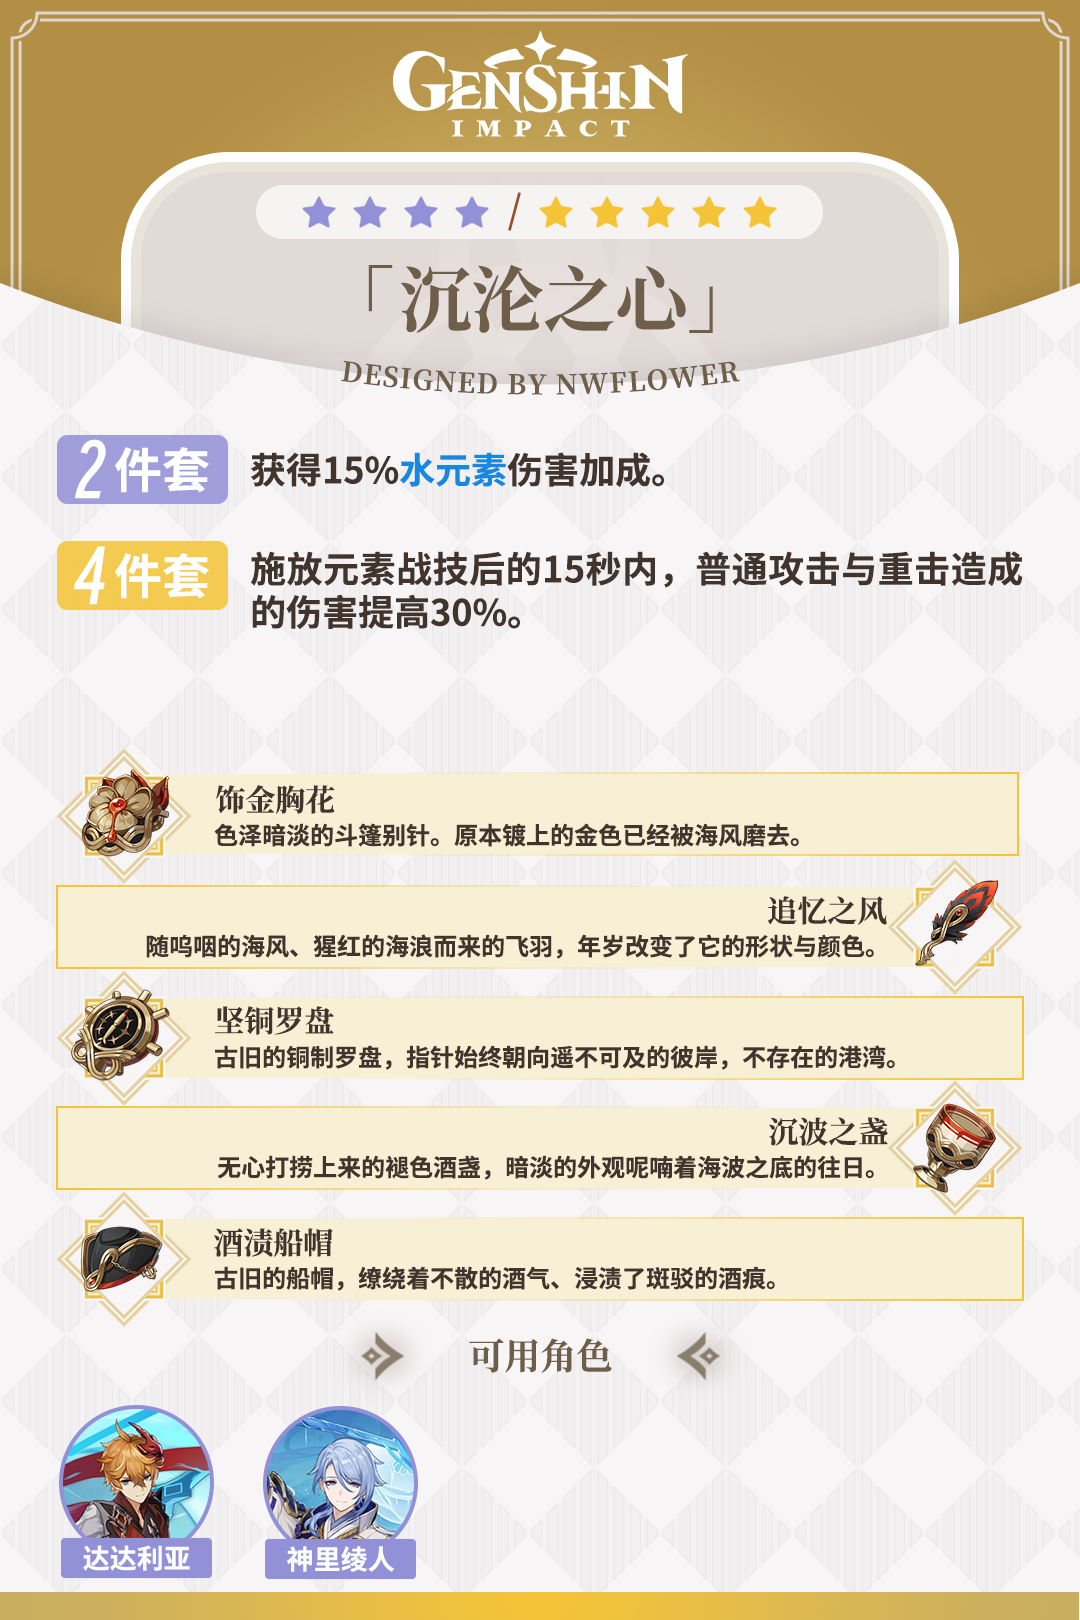 GENSHIN
IMPACT
「沉沦之心」
DESIGNED BY NWFLOWER
2件套
获得15%水元素伤害加成。
4件套
施放元素战技后的15秒内，普通攻击与重击造成
的伤害提高30%。
饰金胸花
色泽暗淡的斗篷别针。原本镀上的金色已经被海风磨去。
追忆之风
随呜咽的海风、猩红的海浪而来的飞羽，年岁改变了它的形状与颜色。
坚铜罗盘
古旧的铜制罗盘，指针始终朝向遥不可及的彼岸，不存在的港湾。
沉波之盏
无心打捞上来的褪色酒盏，暗淡的外观呢喃着海波之底的往日。
酒渍船帽
古旧的船帽，缭绕着不散的酒气、浸渍了斑驳的酒痕。
可用角色
达达利亚
神里绫人